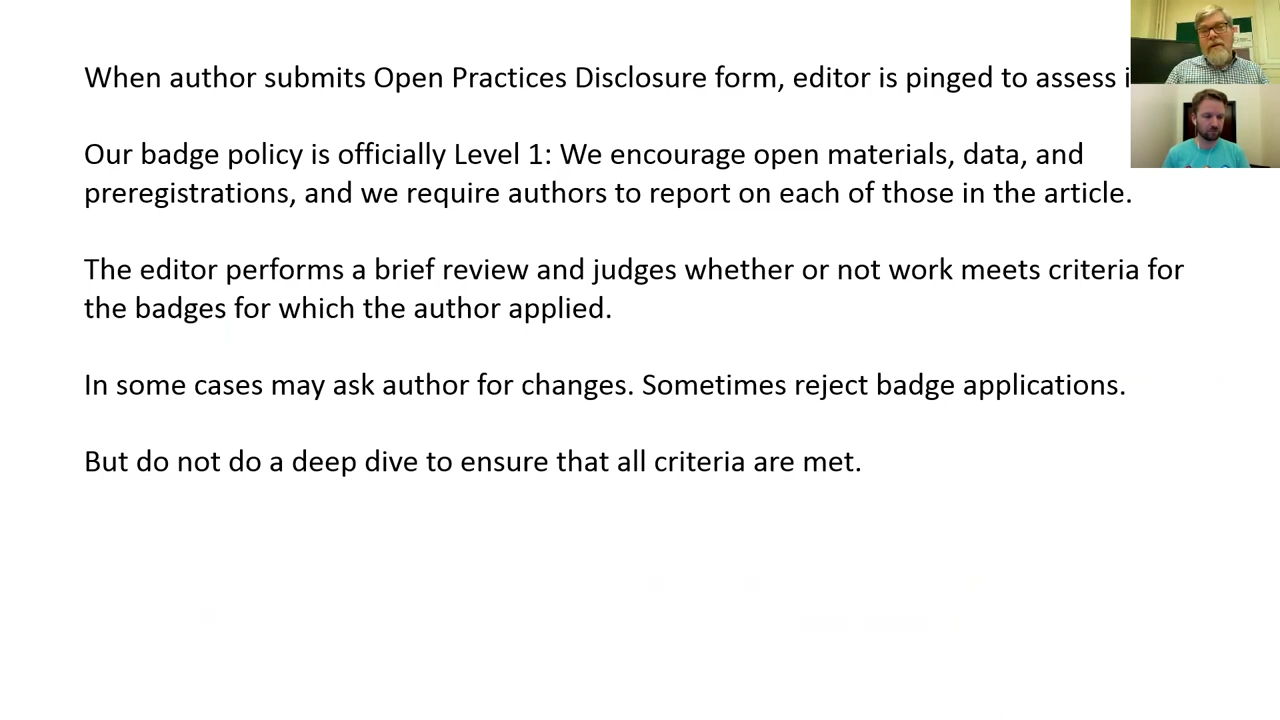 When author submits Open Practices Disclosure form, editor is pinged to assess
Our badge policy is officially Level 1: We encourage open materials, data, and
preregistrations, and we require authors to report on each of those in the article.
The editor performs a brief review and judges whether or not work meets criteria for
the badges for which the author applied.
In some cases may ask author for changes. Sometimes reject badge applications.
But do not do a deep dive to ensure that all criteria are met.